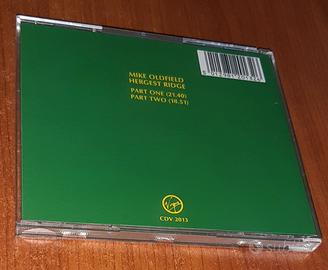 MIKE OLDFIELD
HERGEST RIDGE
PART ONE (21.40)
PART TWO (18.51)
Virgin
CDV 2013